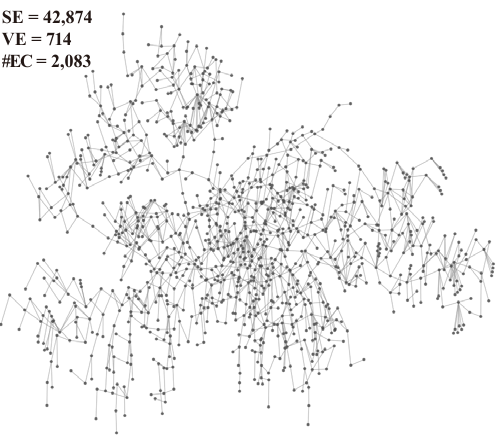 SE = 42,874
VE = 714
#EC = 2,083